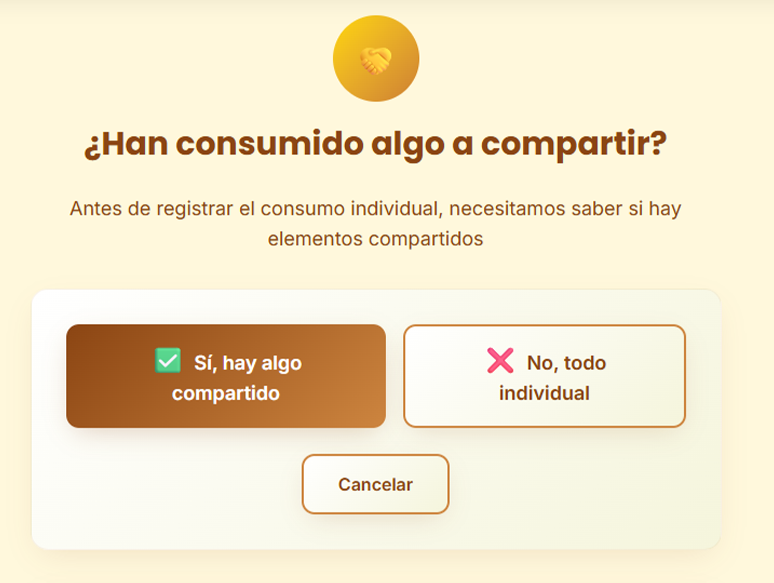 ¿Han consumido algo a compartir?
Antes de registrar el consumo individual, necesitamos saber si hay
elementos compartidos
✅ Sí, hay algo
compartido
❌ No, todo
individual
Cancelar